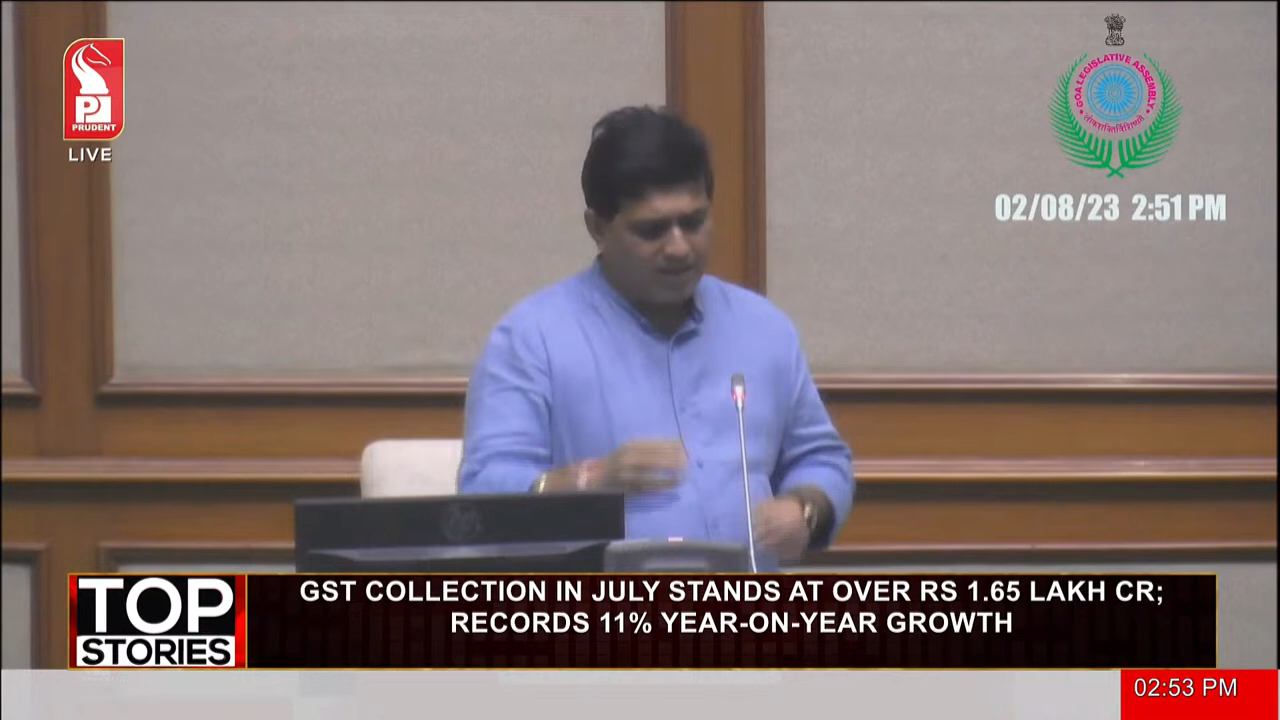 PRUDENT
LIVE
GOA LEGISLATIVE ASSEMBLY
02/08/23 2:51 PM
TOP
STORIES
GST COLLECTION IN JULY STANDS AT OVER RS 1.65 LAKH CR;
RECORDS 11% YEAR-ON-YEAR GROWTH
02:53 PM